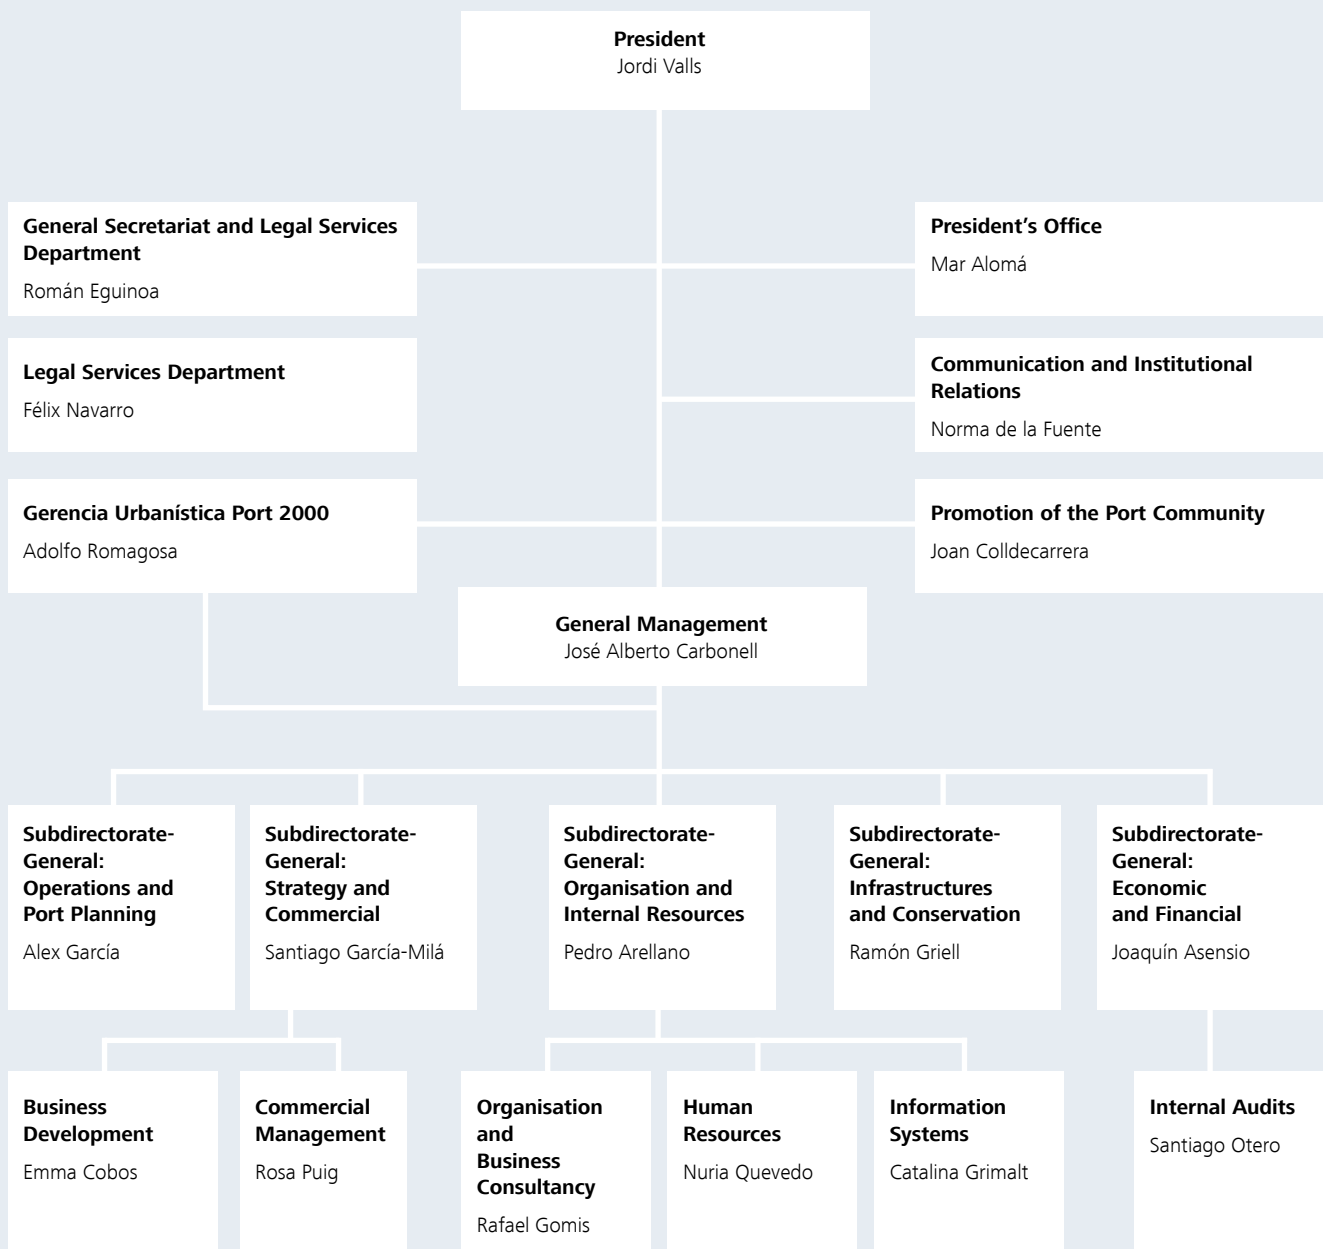 President
Jordi Valls
General Secretariat and Legal Services
Department
Román Eguinoa
President’s Office
Mar Alomá
Legal Services Department
Félix Navarro
Communication and Institutional
Relations
Norma de la Fuente
Gerencia Urbanística Port 2000
Adolfo Romagosa
Promotion of the Port Community
Joan Colldecarrera
General Management
José Alberto Carbonell
Subdirectorate-
General:
Operations and
Port Planning
Alex García
Subdirectorate-
General:
Strategy and
Commercial
Santiago García-Milá
Subdirectorate-
General:
Organisation and
Internal Resources
Pedro Arellano
Subdirectorate-
General:
Infrastructures
and Conservation
Ramón Griell
Subdirectorate-
General:
Economic
and Financial
Joaquín Asensio
Business
Development
Emma Cobos
Commercial
Management
Rosa Puig
Organisation
and
Business
Consultancy
Rafael Gomis
Human
Resources
Nuria Quevedo
Information
Systems
Catalina Grimalt
Internal Audits
Santiago Otero